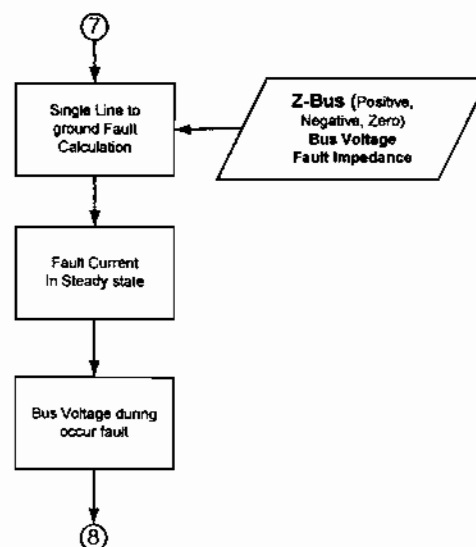 7
Single Line to
ground Fault
Calculation
Z-Bus (Positive,
Negative, Zero)
Bus Voltage
Fault Impedance
Fault Current
In Steady state
Bus Voltage during
occur fault
8